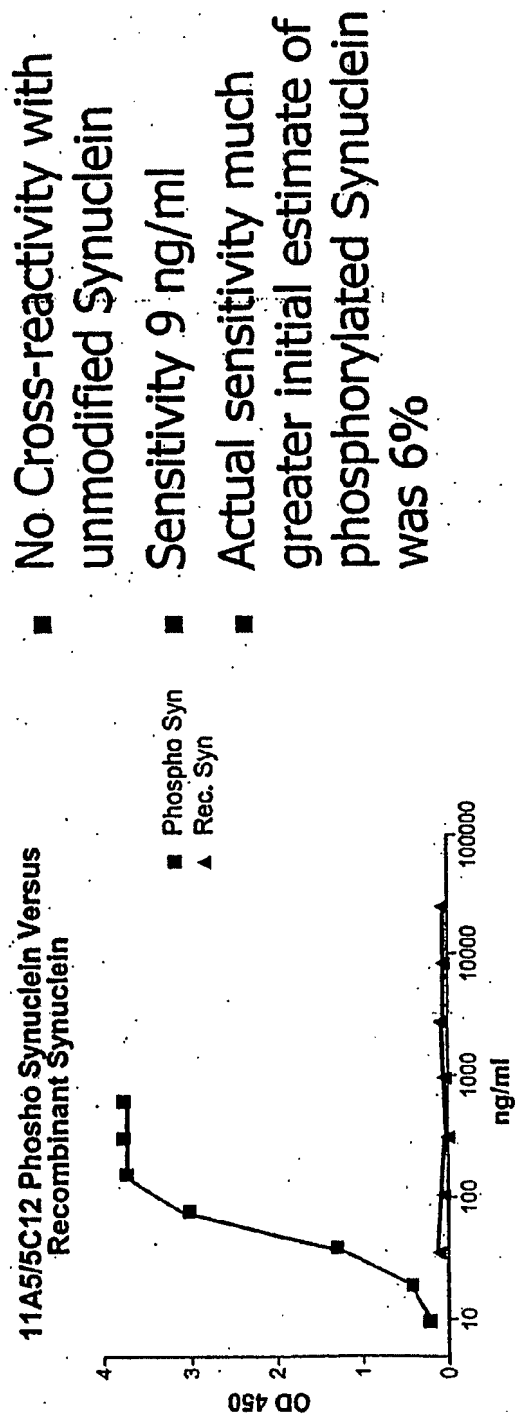 11A5/5C12 Phosho Synuclein Versus
Recombinant Synuclein
OD 450
4
3
2
1
0
10
100
1000
10000
100000
ng/ml
■ Phospho Syn
▲ Rec. Syn
■ No Cross-reactivity with
unmodified Synuclein
■ Sensitivity 9 ng/ml
■ Actual sensitivity much
greater initial estimate of
phosphorylated Synuclein
was 6%